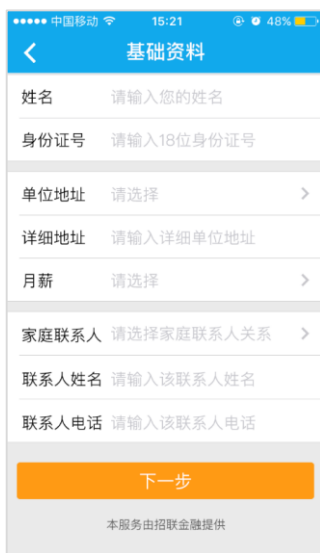 中国移动 15:21 48%
基础资料
姓名 请输入您的姓名
身份证号 请输入18位身份证号
单位地址 请选择
详细地址 请输入详细单位地址
月薪 请选择
家庭联系人 请选择家庭联系人关系
联系人姓名 请输入该联系人姓名
联系人电话 请输入该联系人电话
下一步
本服务由招联金融提供